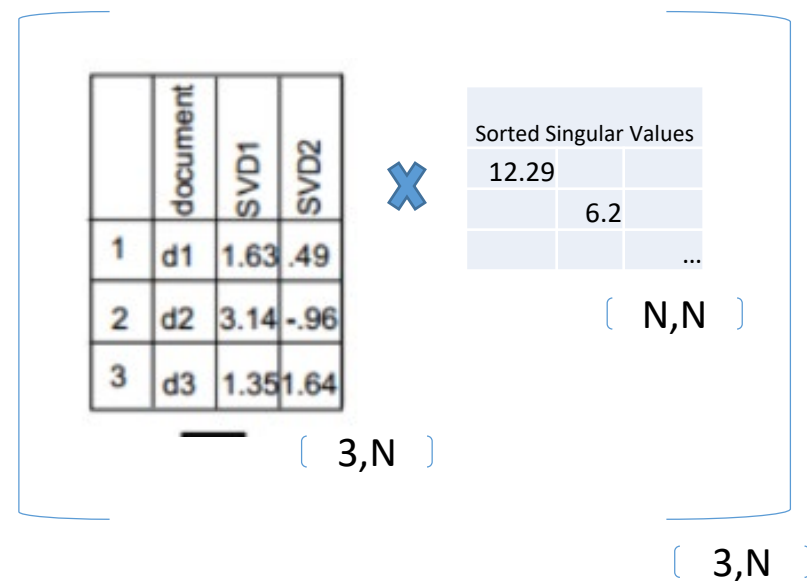 document SVD1 SVD2
1 d1 1.63 .49
2 d2 3.14 -.96
3 d3 1.35 1.64
[ 3,N ]
Sorted Singular Values
12.29
6.2
...
[ N,N ]
[ 3,N ]